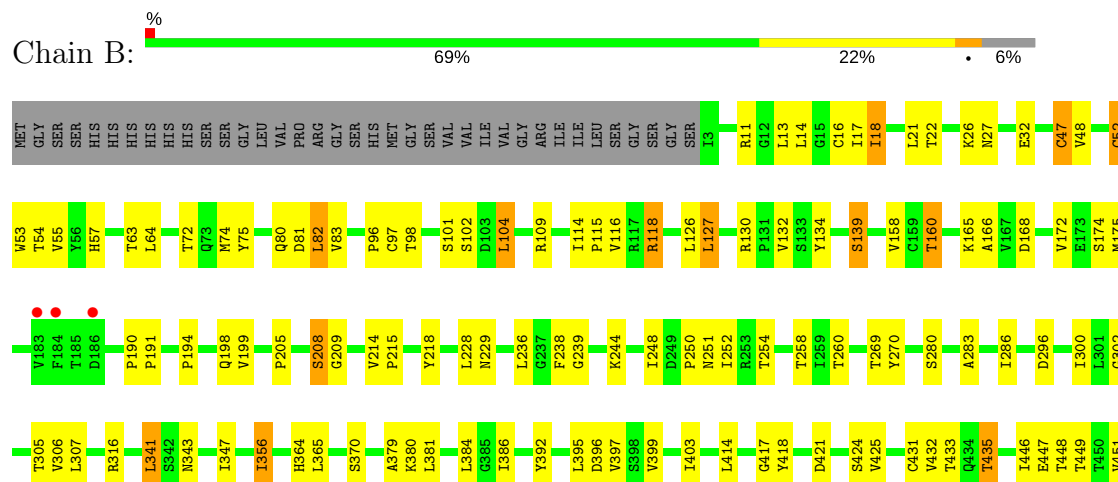 %
Chain B:
69% 22% • 6%
MET GLY SER SER HIS HIS HIS HIS HIS HIS SER SER GLY LEU VAL PRO ARG GLY SER HIS MET GLY SER VAL VAL ILE VAL GLY ARG ILE ILE LEU SER GLY SER GLY SER I3 R11 G12 L13 L14 G15 C16 I17 I18 L21 T22 K26 N27 E32 C47 V48
W53 T54 V55 Y56 H57 T63 L64 T72 Q73 M74 Y75 Q80 D81 L82 V83 P96 C97 T98 S101 S102 D103 L104 R109 I114 P115 V116 R117 R118 L126 L127 R130 P131 V132 S133 Y134 S139 V158 C159 T160 K165 A166 V167 D168 V172 E173 S174
V183 F184 T185 D186 P190 P191 P194 Q198 V199 P205 S208 G209 V214 P215 Y218 L228 N229 L236 G237 F238 G239 K244 I248 D249 P250 N251 I252 R253 T254 T258 I259 T260 T269 Y270 S280 A283 I286 D296 I300 L301
T305 V306 L307 R316 L341 S342 N343 I347 I356 H364 L365 S370 A379 K380 L381 L384 G385 I386 Y392 L395 D396 V397 S398 V399 I403 L414 G417 Y418 D421 S424 V425 C431 V432 T433 Q434 T435 I446 E447 T448 T449 T450